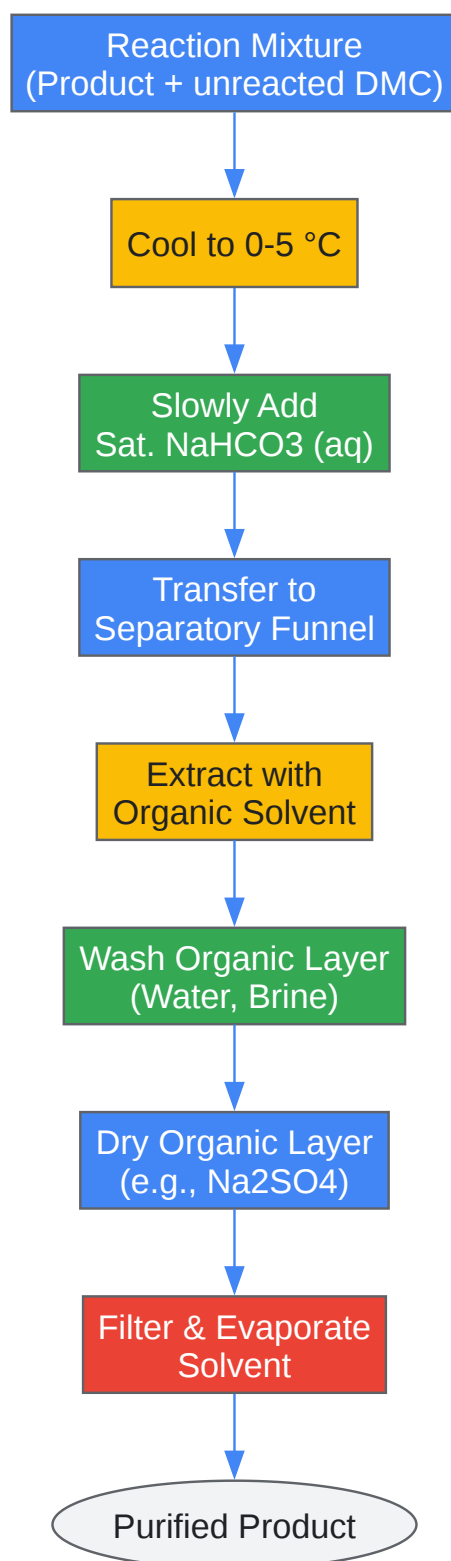 Reaction Mixture
(Product + unreacted DMC)
Cool to 0-5 °C
Slowly Add
Sat. NaHCO3 (aq)
Transfer to
Separatory Funnel
Extract with
Organic Solvent
Wash Organic Layer
(Water, Brine)
Dry Organic Layer
(e.g., Na2SO4)
Filter & Evaporate
Solvent
Purified Product